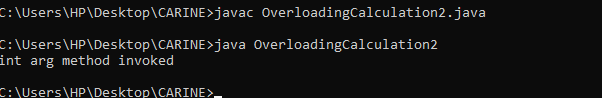 C:\Users\HP\Desktop\CARINE>javac OverloadingCalculation2.java
C:\Users\HP\Desktop\CARINE>java OverloadingCalculation2
int arg method invoked
C:\Users\HP\Desktop\CARINE>_